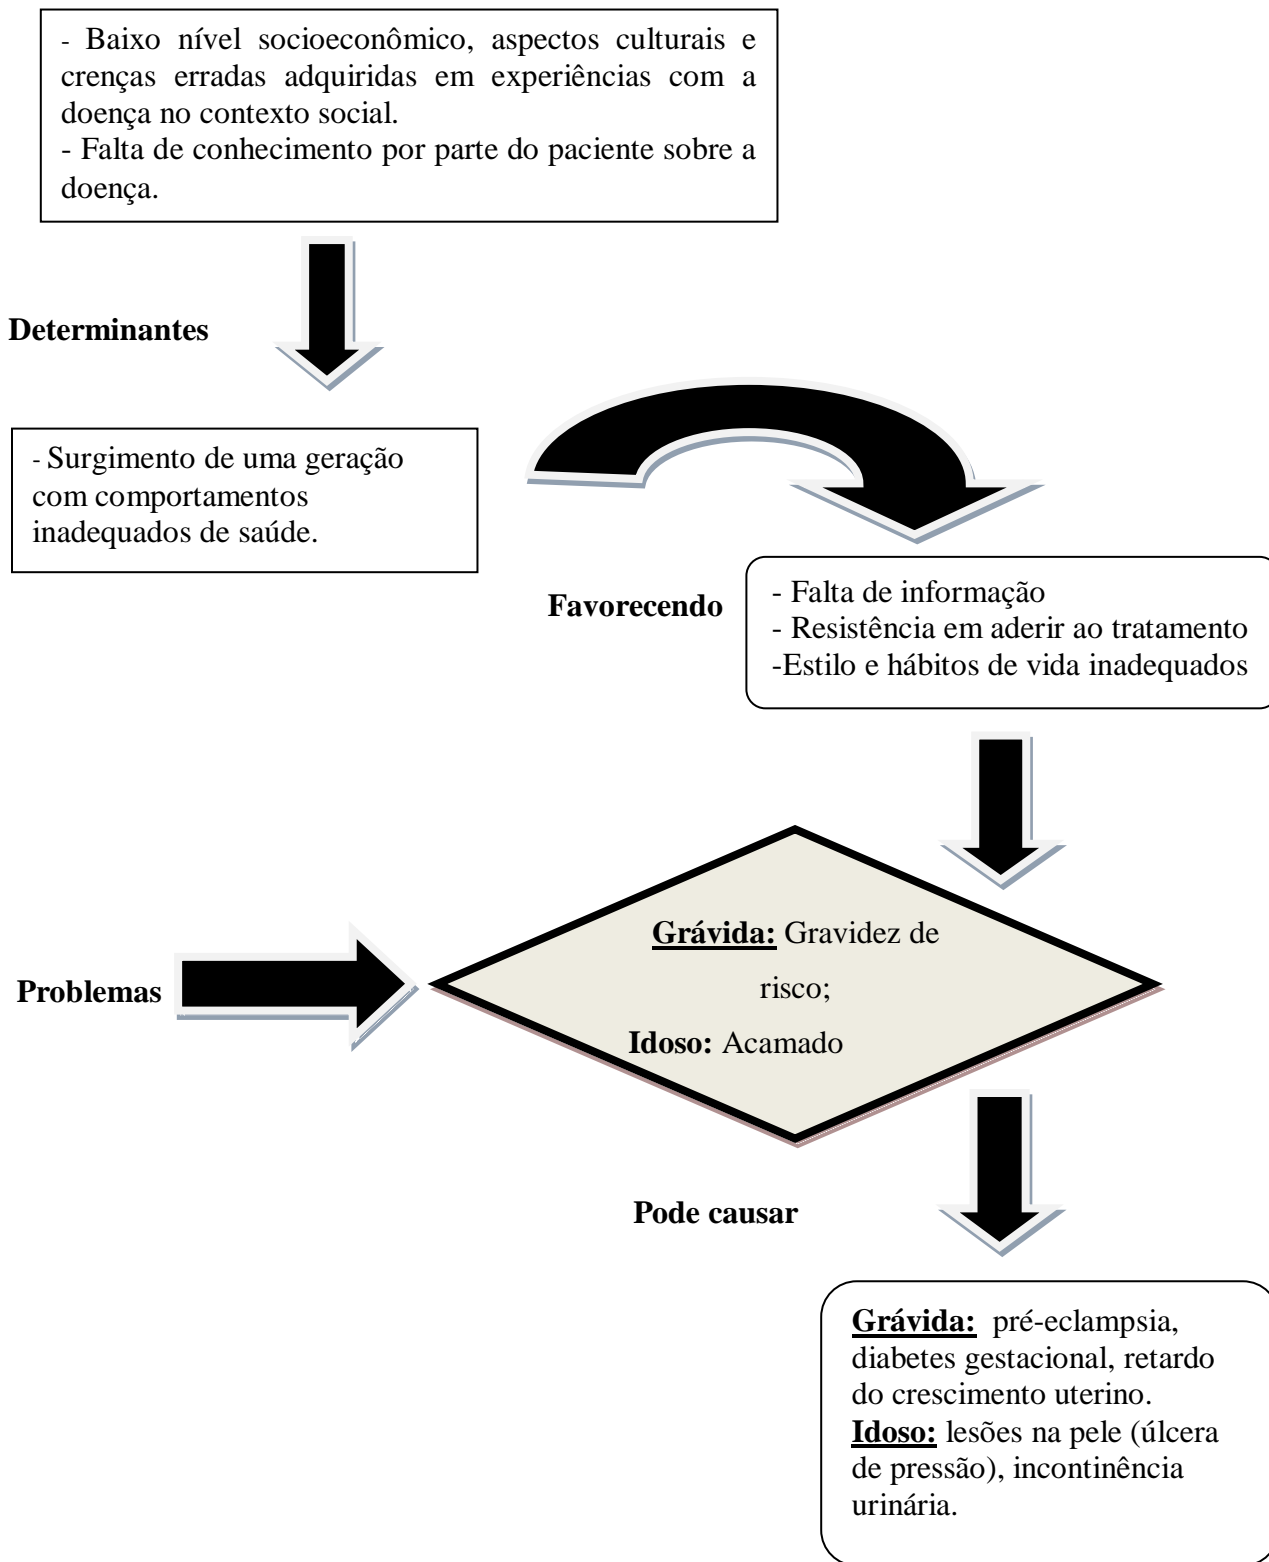 - Baixo nível socioeconômico, aspectos culturais e
crenças erradas adquiridas em experiências com a
doença no contexto social.
- Falta de conhecimento por parte do paciente sobre a
doença.
Determinantes
- Surgimento de uma geração
com comportamentos
inadequados de saúde.
Favorecendo
- Falta de informação
- Resistência em aderir ao tratamento
-Estilo e hábitos de vida inadequados
Problemas
Grávida: Gravidez de
risco;
Idoso: Acamado
Pode causar
Grávida: pré-eclampsia,
diabetes gestacional, retardo
do crescimento uterino.
Idoso: lesões na pele (úlcera
de pressão), incontinência
urinária.